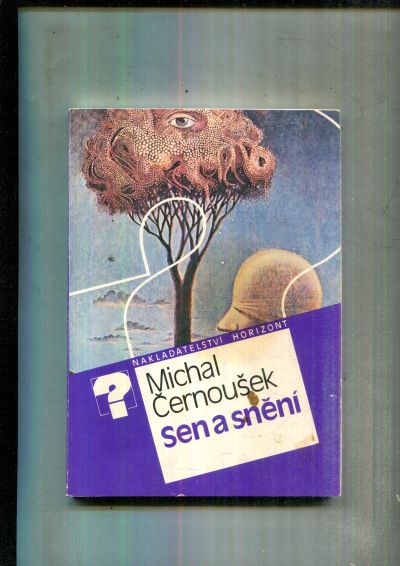 NAKLADATELSTVÍ HORIZONT
?
Michal
Černoušek
Sen a snění